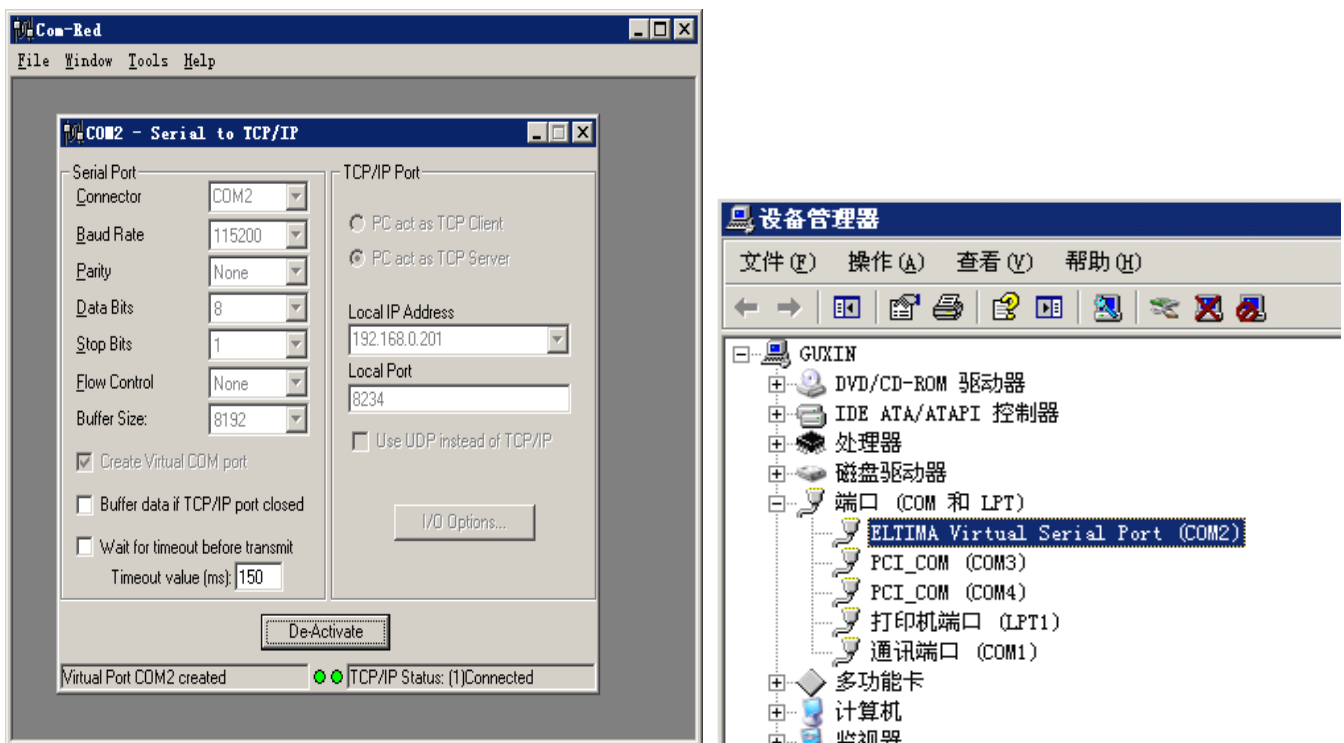 Com-Red
File Window Tools Help
COM2 - Serial to TCP/IP
Serial Port
Connector COM2
Baud Rate 115200
Parity None
Data Bits 8
Stop Bits 1
Flow Control None
Buffer Size: 8192
Create Virtual COM port
Buffer data if TCP/IP port closed
Wait for timeout before transmit
Timeout value (ms): 150
TCP/IP Port
PC act as TCP Client
PC act as TCP Server
Local IP Address
192.168.0.201
Local Port
8234
Use UDP instead of TCP/IP
I/O Options...
De-Activate
Virtual Port COM2 created
TCP/IP Status: (1)Connected
设备管理器
文件(F) 操作(A) 查看(V) 帮助(H)
GUXIN
DVD/CD-ROM 驱动器
IDE ATA/ATAPI 控制器
处理器
磁盘驱动器
端口 (COM 和 LPT)
ELTIMA Virtual Serial Port (COM2)
PCI_COM (COM3)
PCI_COM (COM4)
打印机端口 (LPT1)
通讯端口 (COM1)
多功能卡
计算机
监视器